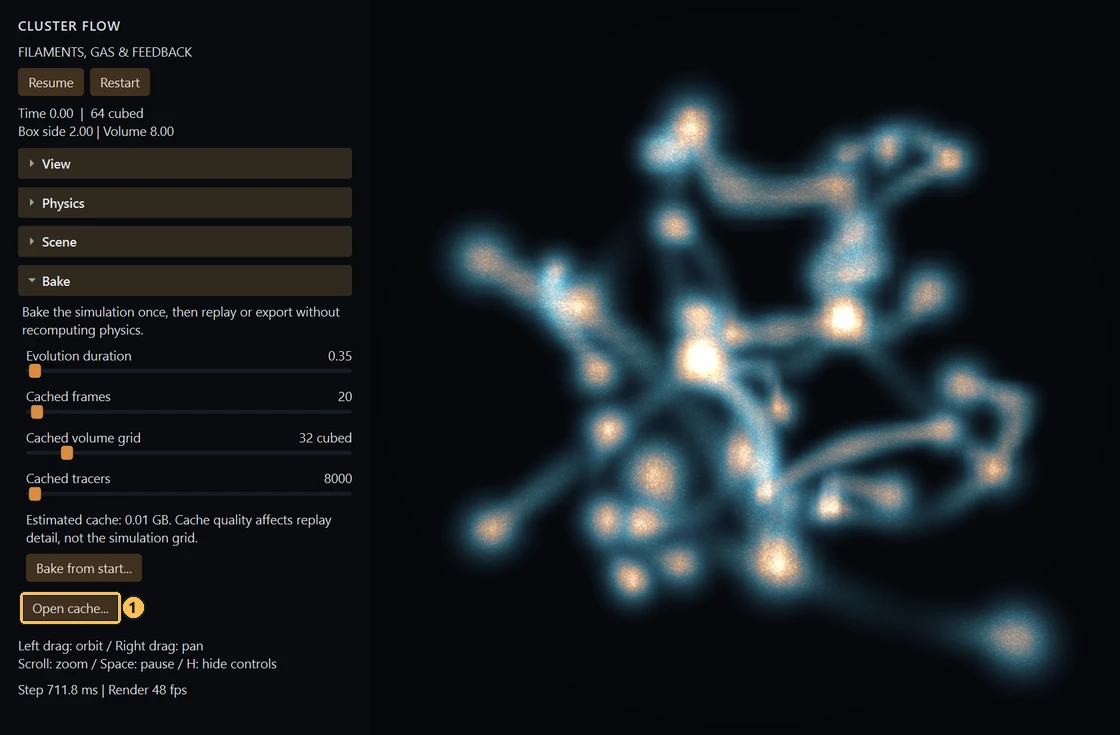 CLUSTER FLOW
FILAMENTS, GAS & FEEDBACK
Resume Restart
Time 0.00 | 64 cubed
Box side 2.00 | Volume 8.00
View
Physics
Scene
Bake
Bake the simulation once, then replay or export without
recomputing physics.
Evolution duration 0.35
Cached frames 20
Cached volume grid 32 cubed
Cached tracers 8000
Estimated cache: 0.01 GB. Cache quality affects replay
detail, not the simulation grid.
Bake from start...
Open cache... 1
Left drag: orbit / Right drag: pan
Scroll: zoom / Space: pause / H: hide controls
Step 711.8 ms | Render 48 fps